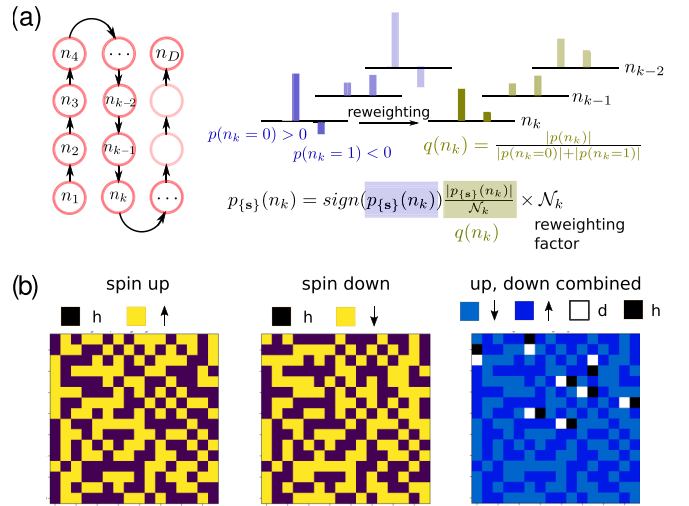 (a)
n_4 ... n_D
n_3 n_{k-2}
n_2 n_{k-1}
n_1 n_k ...
n_{k-2}
n_{k-1}
n_k
reweighting
p(n_k = 0) > 0
p(n_k = 1) < 0
q(n_k) = |p(n_k)| / |p(n_k=0)|+|p(n_k=1)|
p_{{s}}(n_k) = sign(p_{{s}}(n_k)) |p_{{s}}(n_k)| / 𝒩_k × 𝒩_k
q(n_k)
reweighting
factor
(b)
spin up
h ↑
spin down
h ↓
up, down combined
↓ ↑ d h